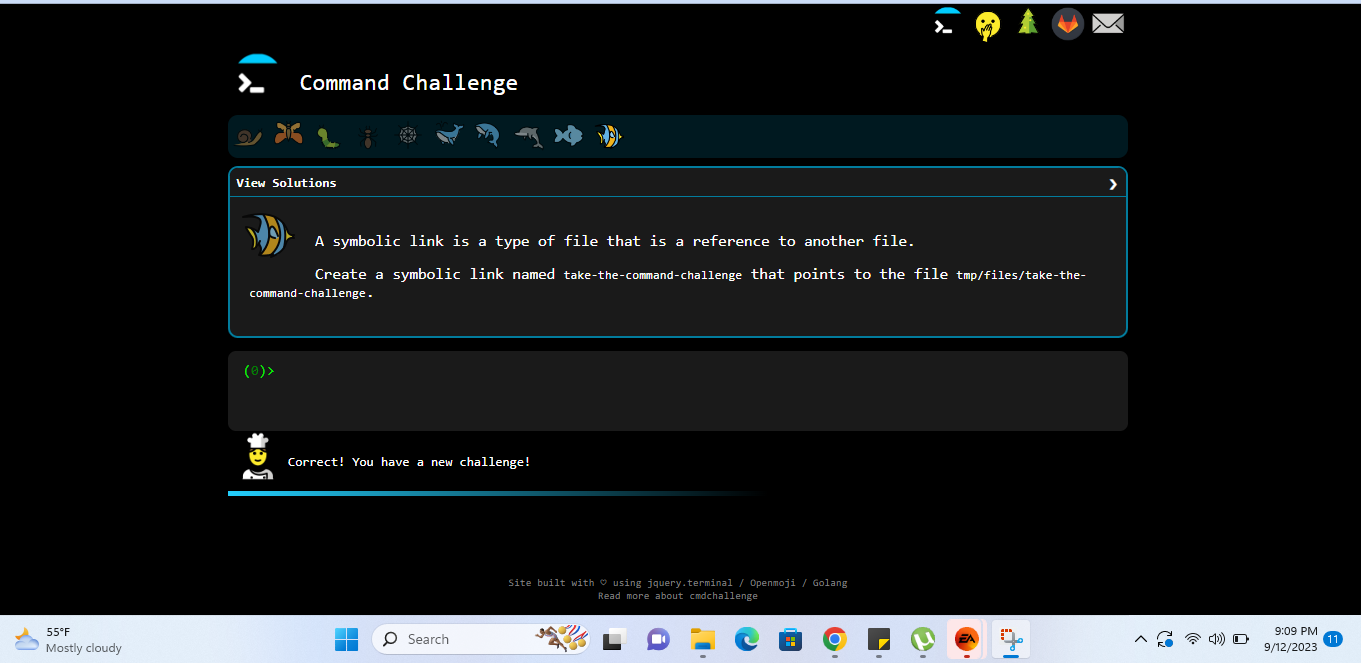 Command Challenge
View Solutions
A symbolic link is a type of file that is a reference to another file.
Create a symbolic link named take-the-command-challenge that points to the file tmp/files/take-the-
command-challenge.
(0)>
Correct! You have a new challenge!
Site built with ♡ using jquery.terminal / Openmoji / Golang
Read more about cmdchallenge
55°F
Mostly cloudy
Search
EA
9:09 PM
9/12/2023
11